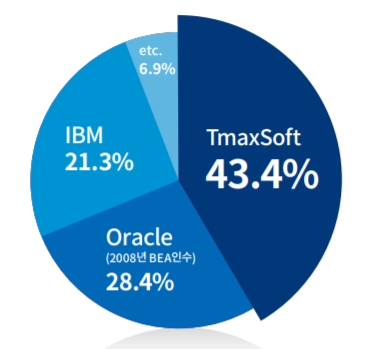 etc.
6.9%
TmaxSoft
43.4%
IBM
21.3%
Oracle
(2008년 BEA인수)
28.4%